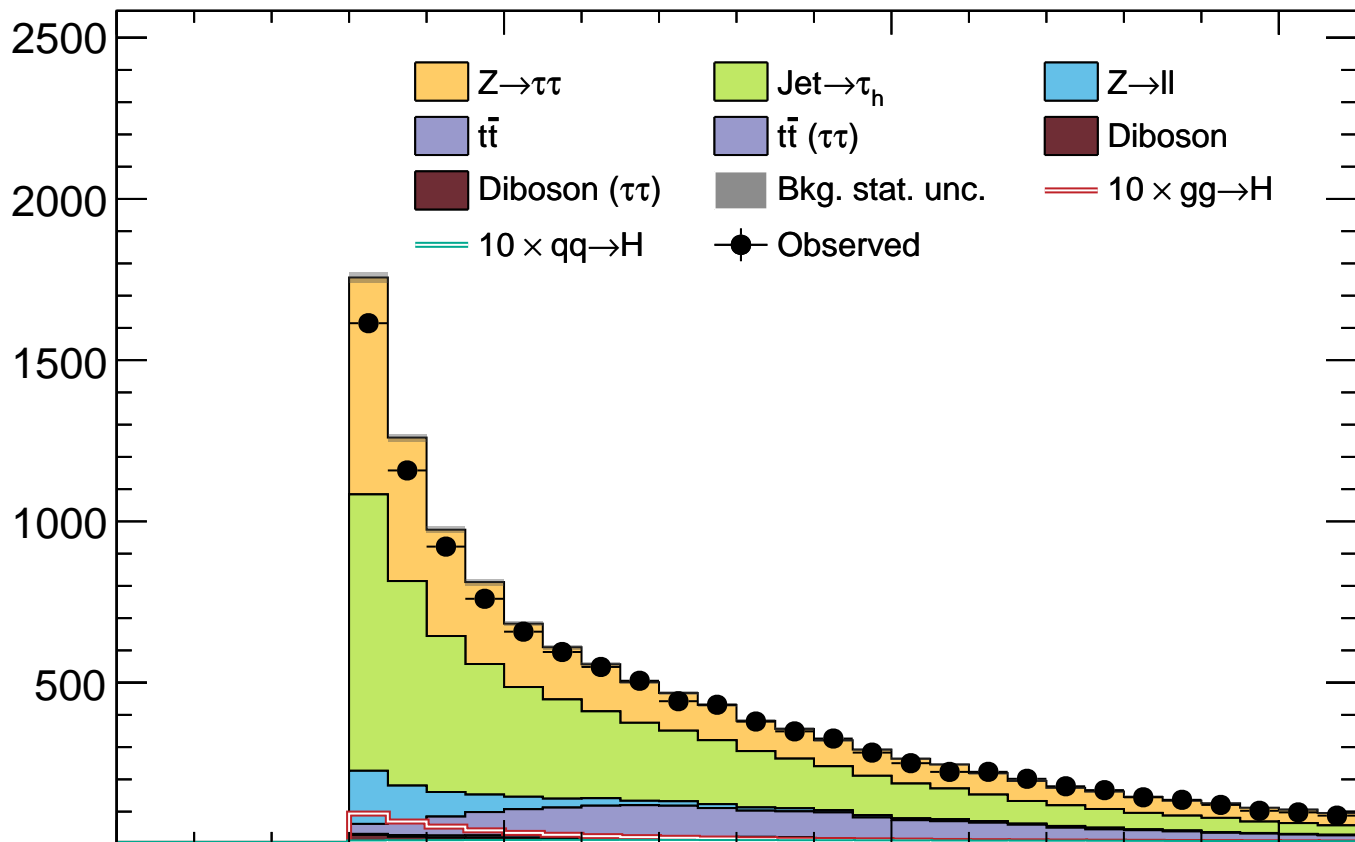 2500
Z→ττ Jet→τh Z→ll
tt̄ tt̄ (ττ) Diboson
Diboson (ττ) Bkg. stat. unc. 10 × gg→H
10 × qq→H Observed
2000
1500
1000
500